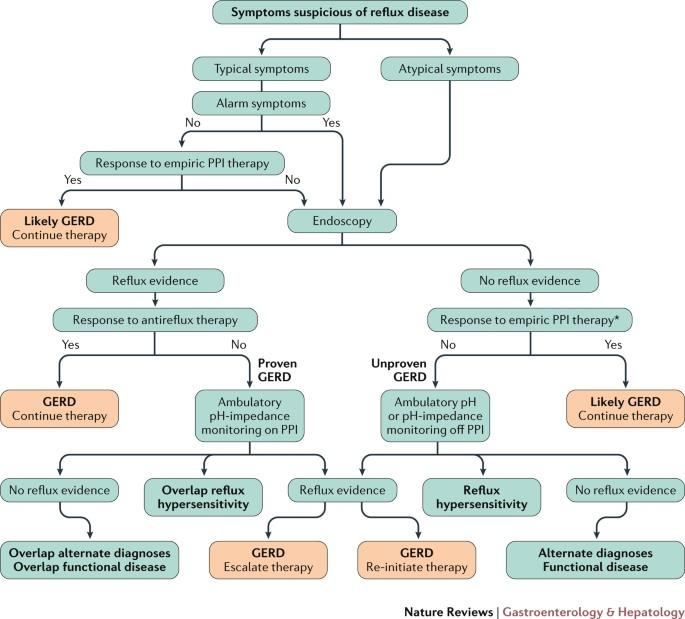 Symptoms suspicious of reflux disease
Typical symptoms
Atypical symptoms
Alarm symptoms
No
Yes
Response to empiric PPI therapy
Yes
No
Likely GERD
Continue therapy
Endoscopy
Reflux evidence
No reflux evidence
Response to antireflux therapy
Response to empiric PPI therapy*
Yes
No
No
Yes
Proven
GERD
Unproven
GERD
GERD
Continue therapy
Ambulatory
pH-impedance
monitoring on PPI
Ambulatory pH
or pH-impedance
monitoring off PPI
Likely GERD
Continue therapy
No reflux evidence
Overlap reflux
hypersensitivity
Reflux evidence
Reflux
hypersensitivity
No reflux evidence
Overlap alternate diagnoses
Overlap functional disease
GERD
Escalate therapy
GERD
Re-initiate therapy
Alternate diagnoses
Functional disease
Nature Reviews | Gastroenterology & Hepatology